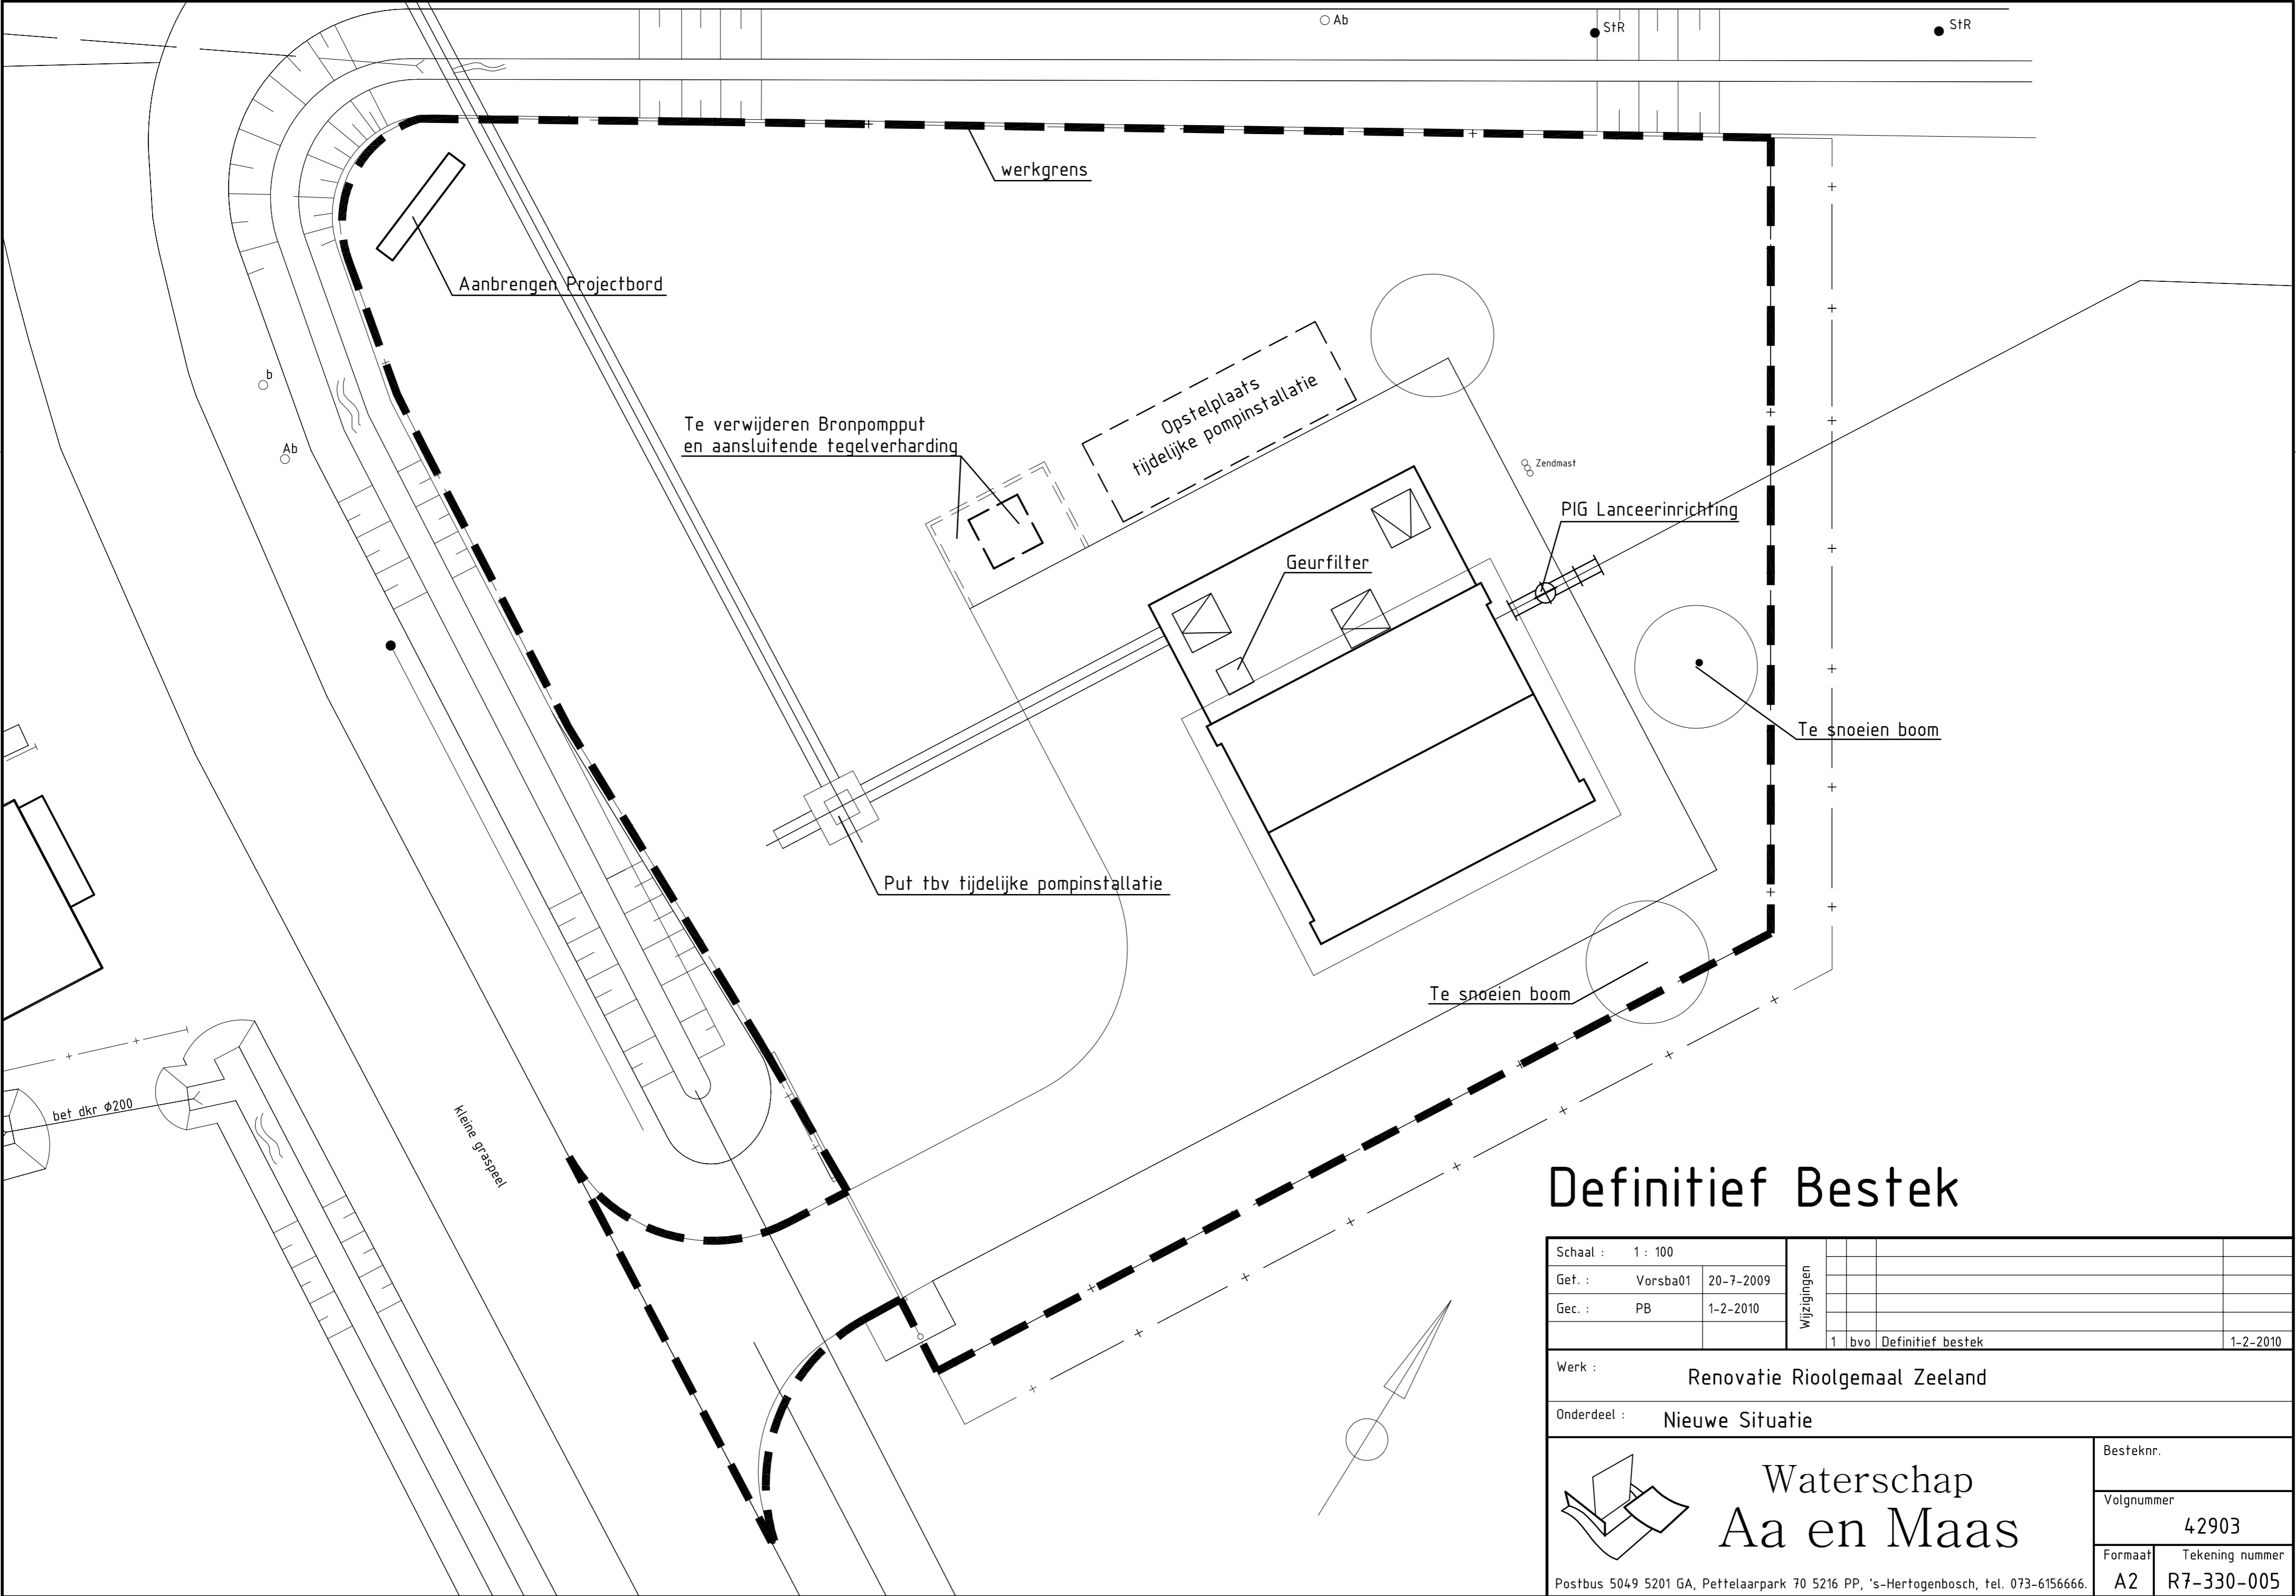 Ab
StR
StR
werkgrens
Aanbrengen Projectbord
b
Ab
Te verwijderen Bronpompput
en aansluitende tegelverharding
Opstelplaats
tijdelijke pompinstallatie
Zendmast
PIG Lanceerinrichting
Geurfilter
Te snoeien boom
Put tbv tijdelijke pompinstallatie
Te snoeien boom
bet dkr Ø200
kleine graspeel
Definitief Bestek
Schaal : 1 : 100
Get. : Vorsba01 20-7-2009
Gec. : PB 1-2-2010
Wijzigingen
1 bvo Definitief bestek 1-2-2010
Werk : Renovatie Rioolgemaal Zeeland
Onderdeel : Nieuwe Situatie
Waterschap
Aa en Maas
Postbus 5049 5201 GA, Pettelaarpark 70 5216 PP, 's-Hertogenbosch, tel. 073-6156666.
Besteknr.
Volgnummer
42903
Formaat Tekening nummer
A2 R7-330-005